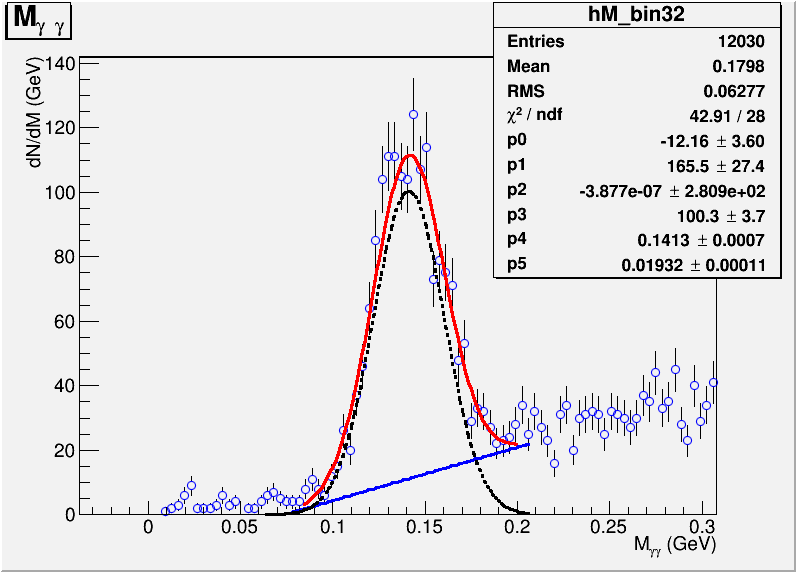 M_γ γ
hM_bin32
Entries 12030
Mean 0.1798
RMS 0.06277
χ² / ndf 42.91 / 28
p0 -12.16 ± 3.60
p1 165.5 ± 27.4
p2 -3.877e-07 ± 2.809e+02
p3 100.3 ± 3.7
p4 0.1413 ± 0.0007
p5 0.01932 ± 0.00011
dN/dM (GeV)
140
120
100
80
60
40
20
0
0 0.05 0.1 0.15 0.2 0.25 0.3
M_γγ (GeV)